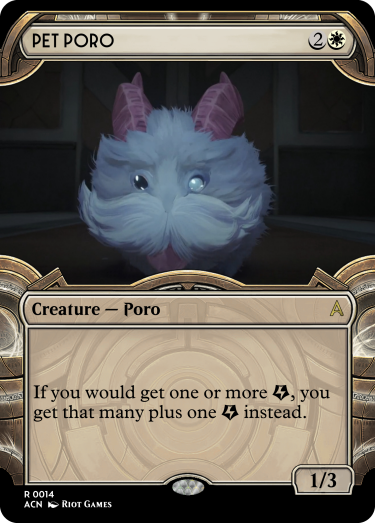 PET PORO 2
Creature — Poro
If you would get one or more , you
get that many plus one instead.
1/3
R 0014
ACN Riot Games